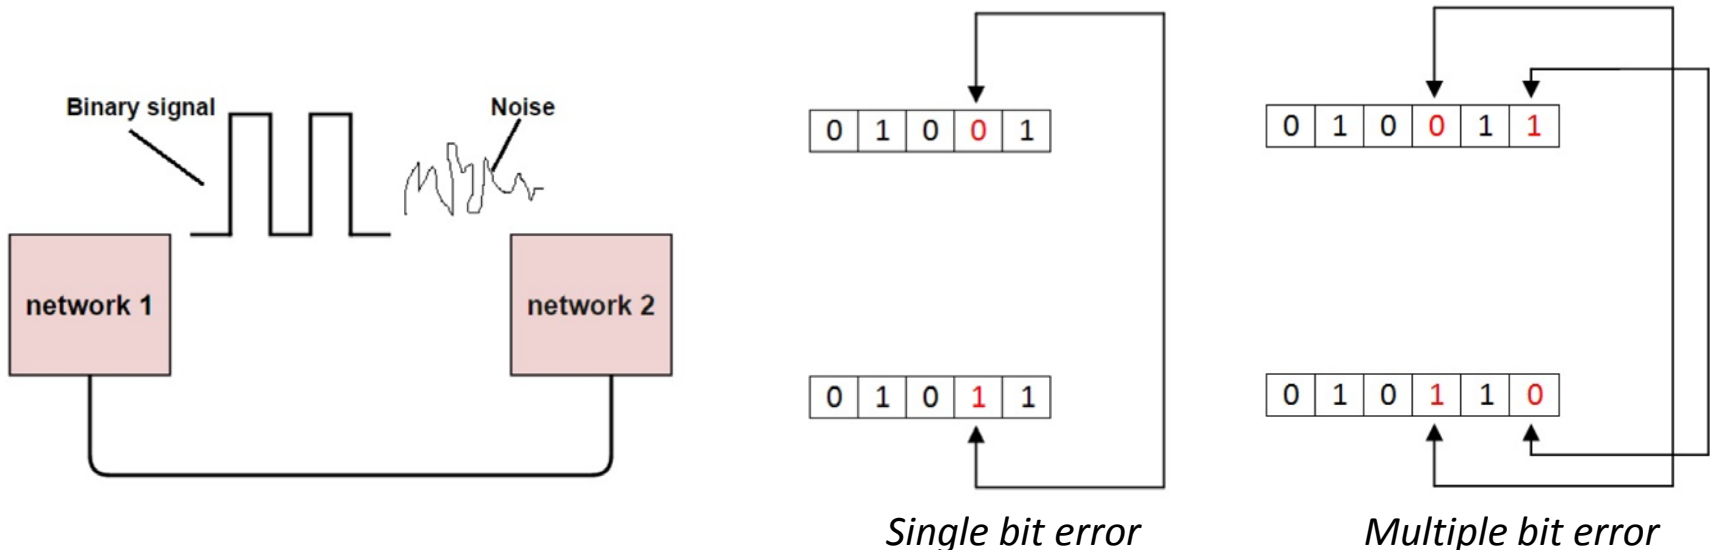 Binary signal
Noise
network 1
network 2
0 1 0 0 1
0 1 0 1 1
Single bit error
0 1 0 0 1 1
0 1 0 1 1 0
Multiple bit error